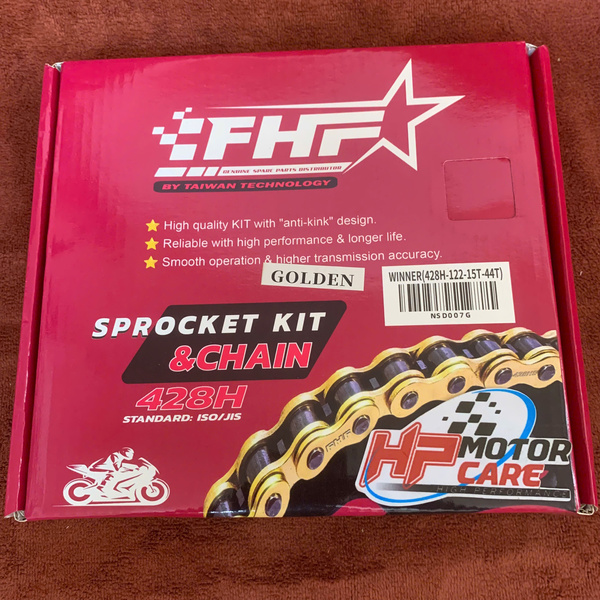 FHF
GENUINE SPARE PARTS DISTRIBUTOR
BY TAIWAN TECHNOLOGY
High quality KIT with "anti-kink" design.
Reliable with high performance & longer life.
Smooth operation & higher transmission accuracy.
GOLDEN
WINNER(428H-122-15T-44T)
NSD007G
SPROCKET KIT
&CHAIN
428H
STANDARD: ISO/JIS
FHF
HP MOTOR
CARE
HIGH PERFORMANCE